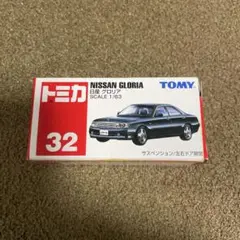 トミカ
32
NISSAN GLORIA
日産 グロリア
SCALE 1/63
TOMY
サスペンション/左右ドア開閉